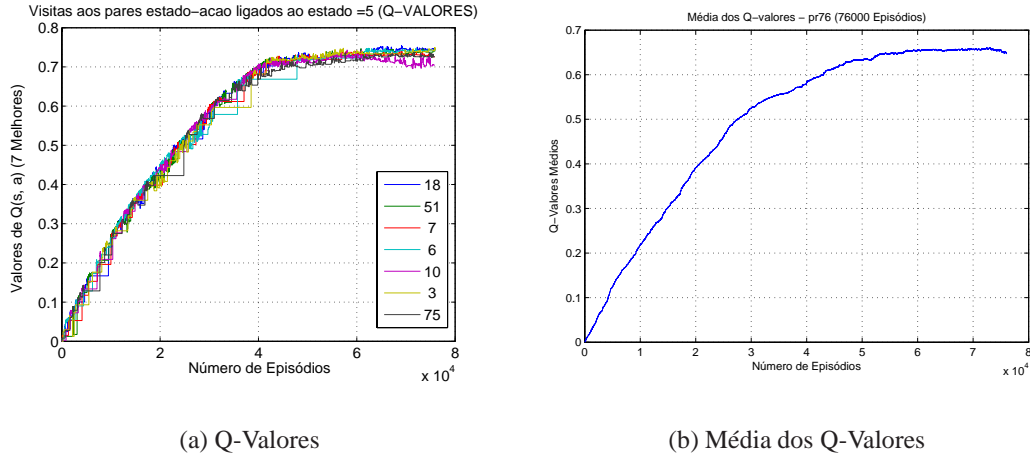 Visitas aos pares estado−acao ligados ao estado =5 (Q−VALORES)
Valores de Q(s, a) (7 Melhores)
0.8
0.7
0.6
0.5
0.4
0.3
0.2
0.1
0
18
51
7
6
10
3
75
0 2 4 6 8
x 10^4
Número de Episódios
(a) Q-Valores
Média dos Q−valores − pr76 (76000 Episódios)
Q−Valores Médios
0.7
0.6
0.5
0.4
0.3
0.2
0.1
0
0 1 2 3 4 5 6 7 8
x 10^4
Número de Episódios
(b) Média dos Q-Valores